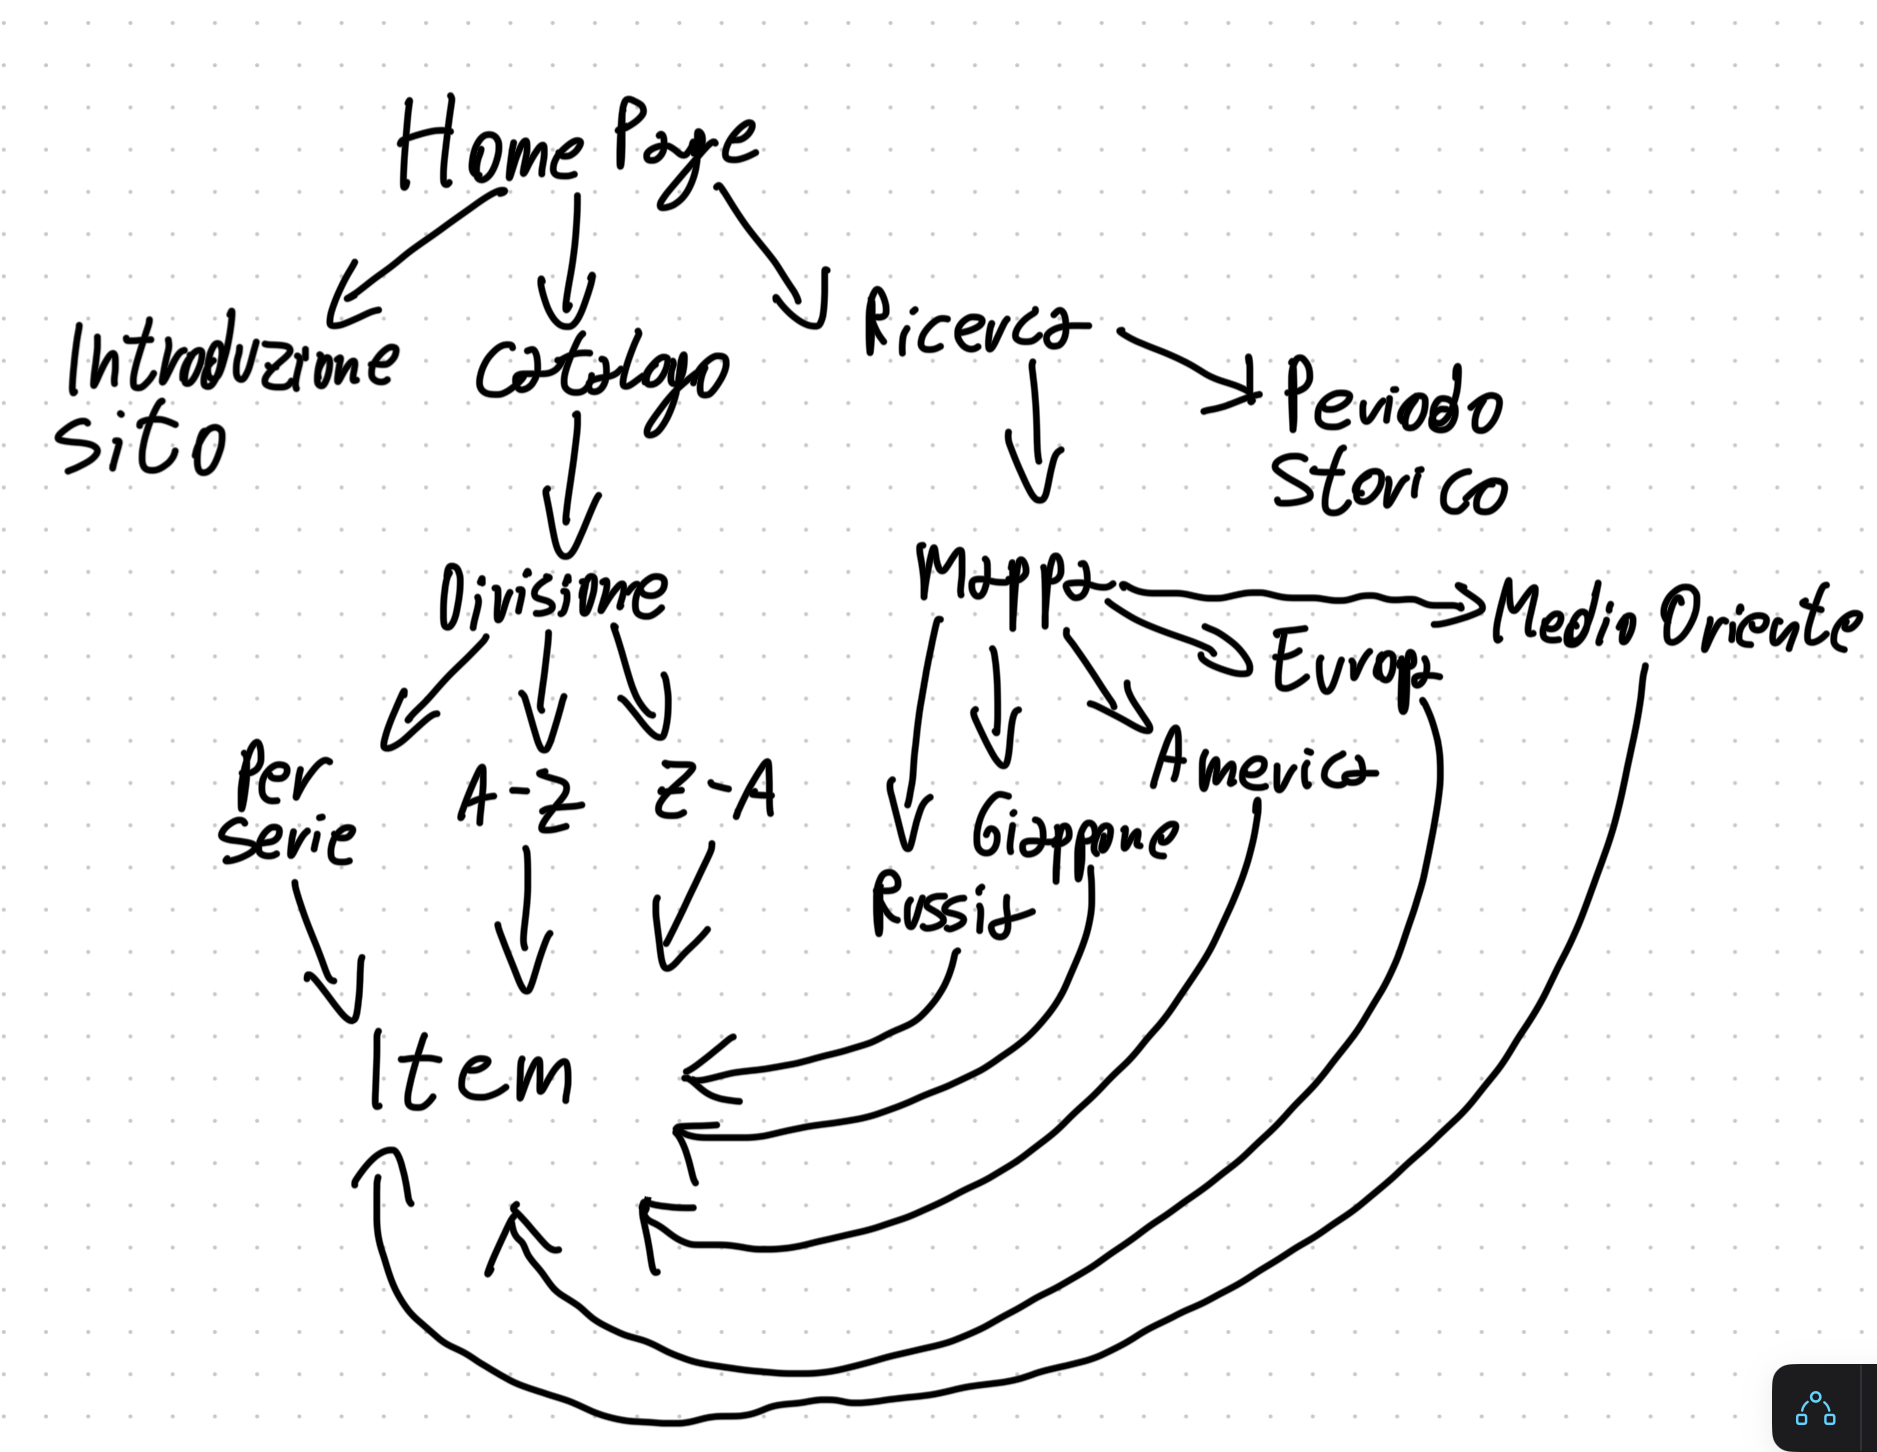 Home Page
Introduzione
sito
Catalogo
Ricerca
Periodo
Storico
Divisione
Mappa
Medio Oriente
Europa
Per
serie
A-Z
Z-A
America
Giappone
Russia
Item